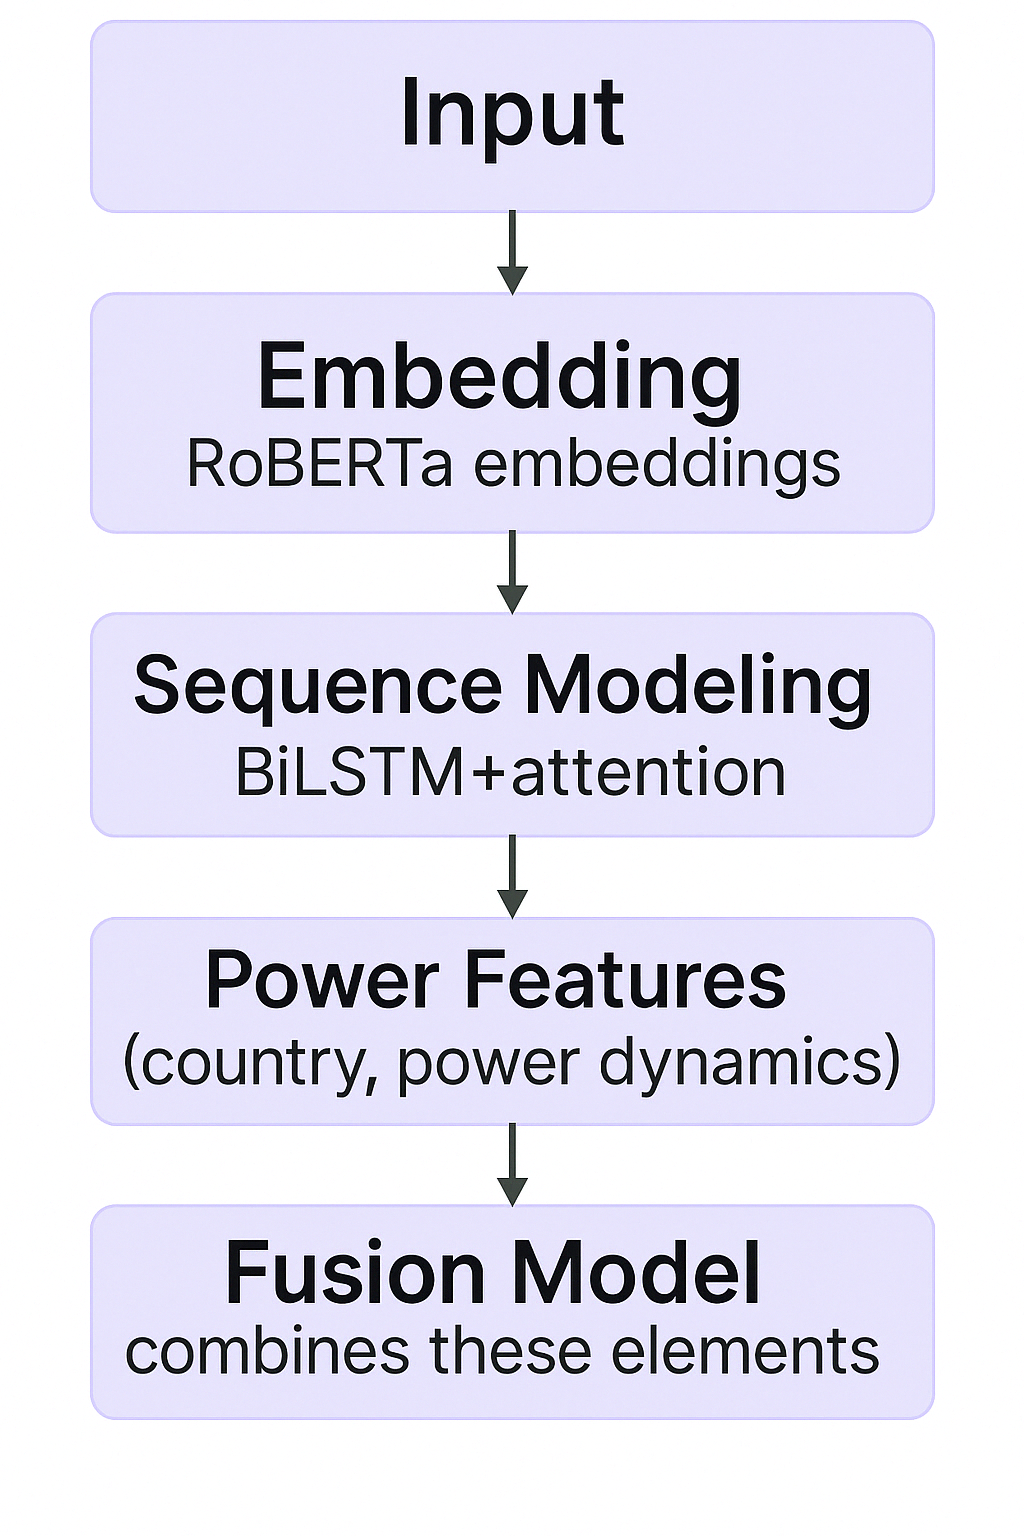 Input
Embedding
RoBERTa embeddings
Sequence Modeling
BiLSTM+attention
Power Features
(country, power dynamics)
Fusion Model
combines these elements